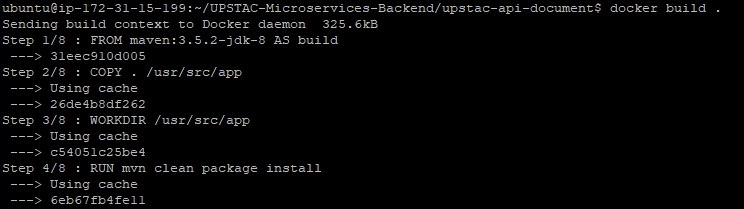 ubuntu@ip-172-31-15-199:~/UPSTAC-Microservices-Backend/upstac-api-document$ docker build .
Sending build context to Docker daemon  325.6kB
Step 1/8 : FROM maven:3.5.2-jdk-8 AS build
 ---> 31eec910d005
Step 2/8 : COPY . /usr/src/app
 ---> Using cache
 ---> 26de4b8df262
Step 3/8 : WORKDIR /usr/src/app
 ---> Using cache
 ---> c54051c25be4
Step 4/8 : RUN mvn clean package install
 ---> Using cache
 ---> 6eb67fb4fe11